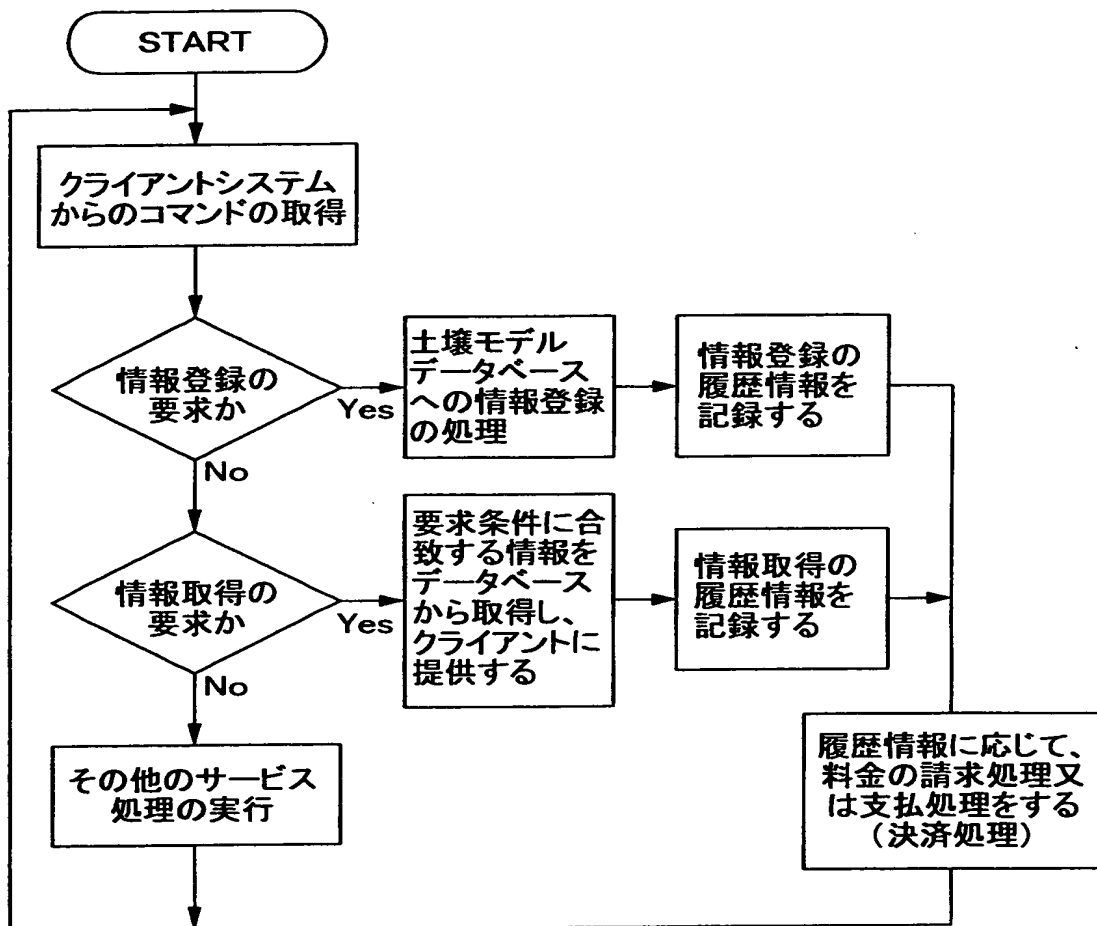 START
クライアントシステム
からのコマンドの取得
情報登録の
要求か
Yes
No
土壌モデル
データベース
への情報登録
の処理
情報登録の
履歴情報を
記録する
情報取得の
要求か
Yes
No
要求条件に合
致する情報を
データベース
から取得し、
クライアントに
提供する
情報取得の
履歴情報を
記録する
その他のサービス
処理の実行
履歴情報に応じて、
料金の請求処理又
は支払処理をする
(決済処理)